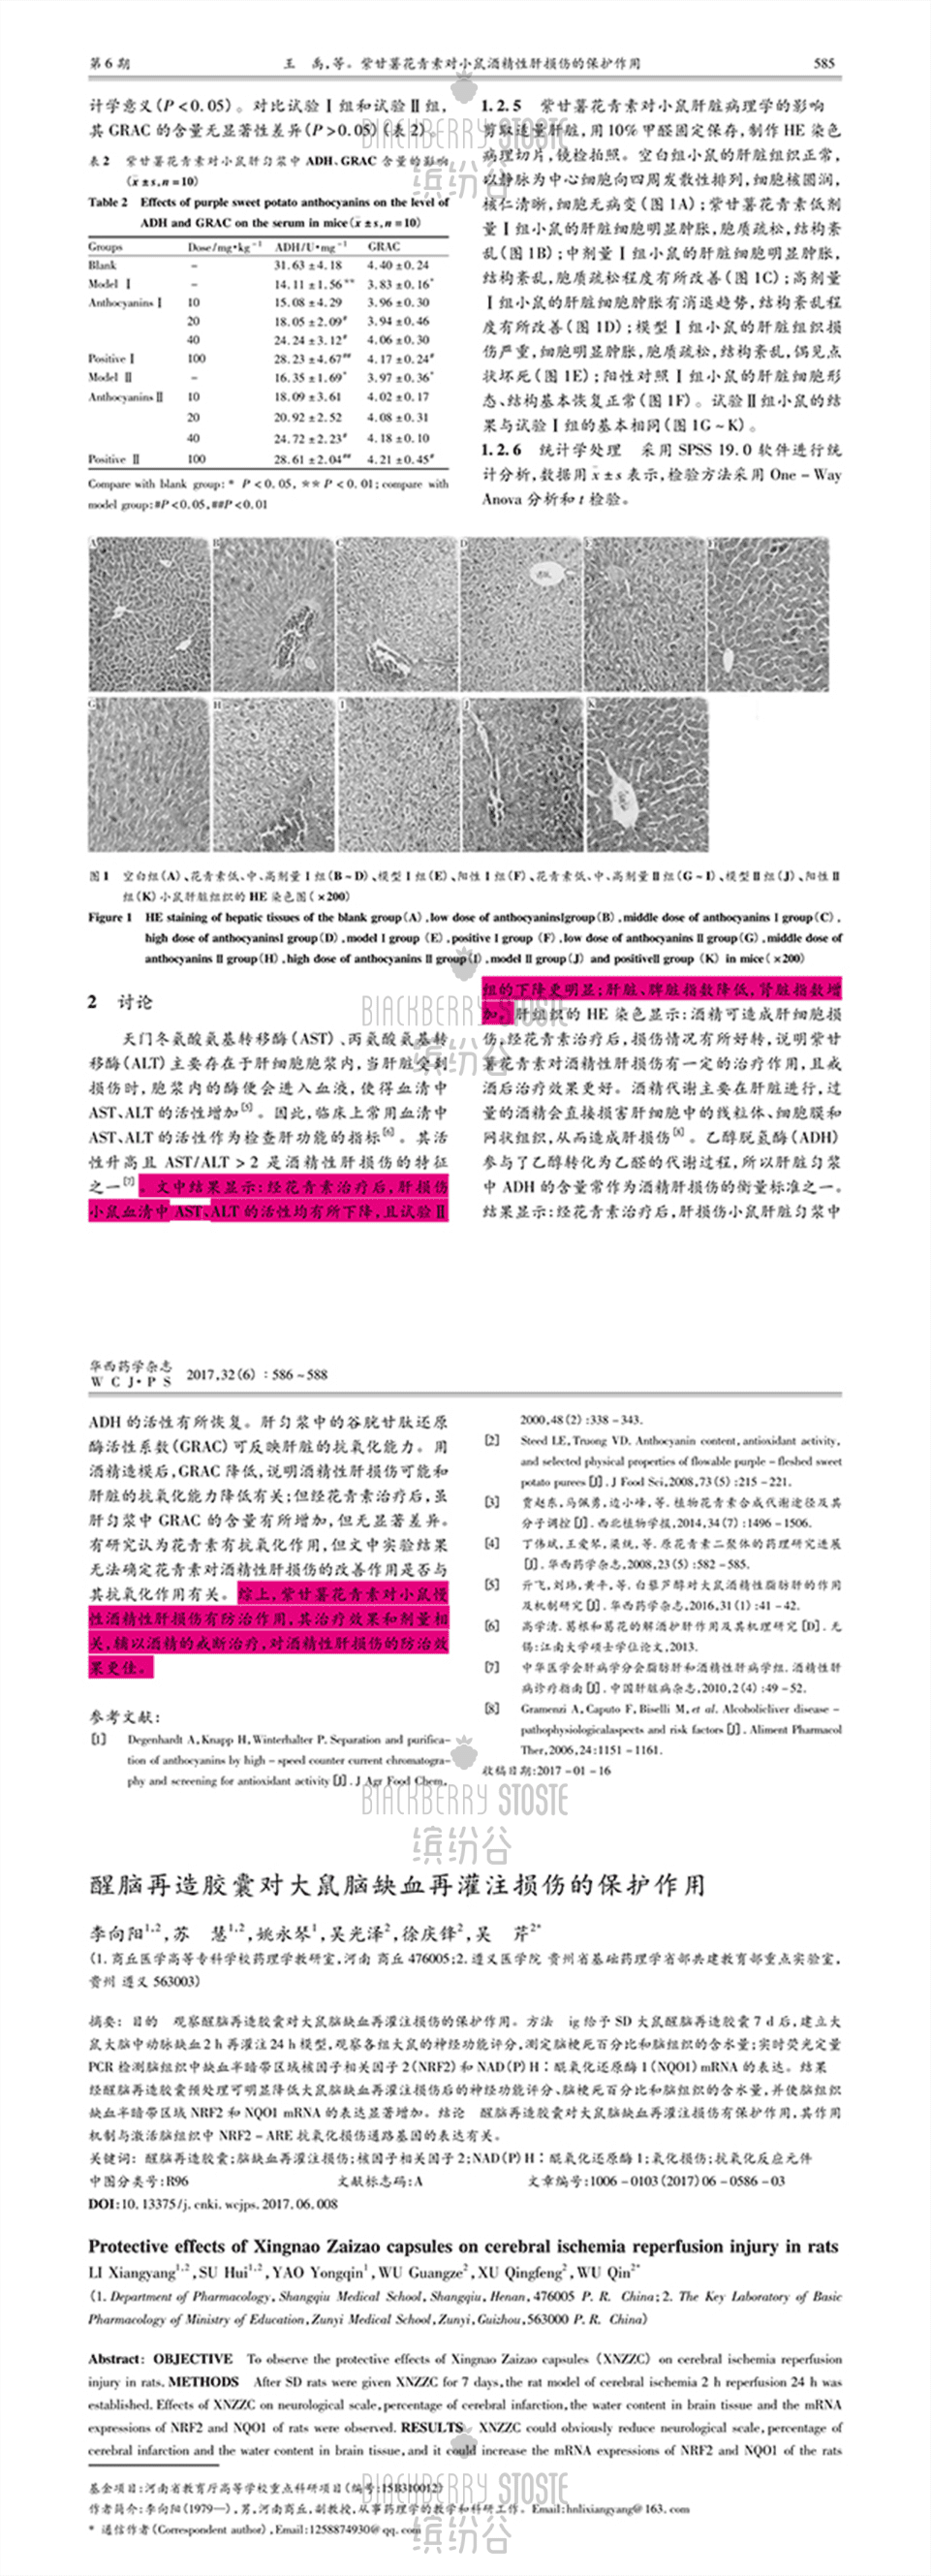 第6期 王 禹,等。紫甘薯花青素对小鼠酒精性肝损伤的保护作用 585
计学意义(P<0.05)。对比试验Ⅰ组和试验Ⅱ组,
其GRAC的含量无显著性差异(P>0.05)(表2)。
表2 紫甘薯花青素对小鼠肝匀浆中ADH、GRAC含量的影响
(x̄±s,n=10)
Table 2 Effects of purple sweet potato anthocyanins on the level of
ADH and GRAC on the serum in mice(x̄±s,n=10)
Groups Dose/mg·kg⁻¹ ADH/U·mg⁻¹ GRAC
Blank - 31.63±4.18 4.40±0.24
Model Ⅰ - 14.11±1.56** 3.83±0.16*
Anthocyanins Ⅰ 10 15.08±4.29 3.96±0.30
20 18.05±2.09# 3.94±0.46
40 24.24±3.12# 4.06±0.30
Positive Ⅰ 100 28.23±4.67## 4.17±0.24#
Model Ⅱ - 16.35±1.69* 3.97±0.36*
Anthocyanins Ⅱ 10 18.09±3.61 4.02±0.17
20 20.92±2.52 4.08±0.31
40 24.72±2.23# 4.18±0.10
Positive Ⅱ 100 28.61±2.04## 4.21±0.45#
Compare with blank group:* P<0.05,**P<0.01;compare with
model group:#P<0.05,##P<0.01
1.2.5 紫甘薯花青素对小鼠肝脏病理学的影响
剪取适量肝脏,用10%甲醛固定保存,制作HE染色
病理切片,镜检拍照。空白组小鼠的肝脏组织正常,
以静脉为中心细胞向四周发散性排列,细胞核圆润,
核仁清晰,细胞无病变(图1A);紫甘薯花青素低剂
量Ⅰ组小鼠的肝脏细胞明显肿胀,胞质疏松,结构紊
乱(图1B);中剂量Ⅰ组小鼠的肝脏细胞明显肿胀,
结构紊乱,胞质疏松程度有所改善(图1C);高剂量
Ⅰ组小鼠的肝脏细胞肿胀有消退趋势,结构紊乱程
度有所改善(图1D);模型Ⅰ组小鼠的肝脏组织损
伤严重,细胞明显肿胀,胞质疏松,结构紊乱,偶见点
状坏死(图1E);阳性对照Ⅰ组小鼠的肝脏细胞形
态、结构基本恢复正常(图1F)。试验Ⅱ组小鼠的结
果与试验Ⅰ组的基本相同(图1G~K)。
1.2.6 统计学处理 采用SPSS 19.0软件进行统
计分析,数据用x̄±s表示,检验方法采用One-Way
Anova分析和t检验。
BLACKBERRY STOSTE
缤纷谷
A B C D E F
G H I J K
图1 空白组(A)、花青素低、中、高剂量Ⅰ组(B~D)、模型Ⅰ组(E)、阳性Ⅰ组(F)、花青素低、中、高剂量Ⅱ组(G~I)、模型Ⅱ组(J)、阳性Ⅱ
组(K)小鼠肝脏组织的HE染色图(×200)
Figure 1 HE staining of hepatic tissues of the blank group(A),low dose of anthocyaninsⅠgroup(B),middle dose of anthocyanins Ⅰ group(C),
high dose of anthocyaninsⅠ group(D),model Ⅰ group (E),positive Ⅰ group (F),low dose of anthocyanins Ⅱ group(G),middle dose of
anthocyanins Ⅱ group(H),high dose of anthocyanins Ⅱ group(I),model Ⅱ group(J) and positiveⅡ group (K) in mice(×200)
2 讨论
天门冬氨酸氨基转移酶(AST)、丙氨酸氨基转
移酶(ALT)主要存在于肝细胞胞浆内,当肝脏受到
损伤时,胞浆内的酶便会进入血液,使得血清中
AST、ALT的活性增加[5]。因此,临床上常用血清中
AST、ALT的活性作为检查肝功能的指标[6]。其活
性升高且AST/ALT>2是酒精性肝损伤的特征
之一[7]。文中结果显示:经花青素治疗后,肝损伤
小鼠血清中AST、ALT的活性均有所下降,且试验Ⅱ
组的下降更明显;肝脏、脾脏指数降低,肾脏指数增
加。肝组织的HE染色显示:酒精可造成肝细胞损
伤,经花青素治疗后,损伤情况有所好转,说明紫甘
薯花青素对酒精性肝损伤有一定的治疗作用,且戒
酒后治疗效果更好。酒精代谢主要在肝脏进行,过
量的酒精会直接损害肝细胞中的线粒体、细胞膜和
网状组织,从而造成肝损伤[8]。乙醇脱氢酶(ADH)
参与了乙醇转化为乙醛的代谢过程,所以肝脏匀浆
中ADH的含量常作为酒精肝损伤的衡量标准之一。
结果显示:经花青素治疗后,肝损伤小鼠肝脏匀浆中
BLACKBERRY STOSTE
缤纷谷
华西药学杂志
W C J·P S 2017,32(6):586~588
ADH的活性有所恢复。肝匀浆中的谷胱甘肽还原
酶活性系数(GRAC)可反映肝脏的抗氧化能力。用
酒精造模后,GRAC降低,说明酒精性肝损伤可能和
肝脏的抗氧化能力降低有关;但经花青素治疗后,虽
肝匀浆中GRAC的含量有所增加,但无显著差异。
有研究认为花青素有抗氧化作用,但文中实验结果
无法确定花青素对酒精性肝损伤的改善作用是否与
其抗氧化作用有关。综上,紫甘薯花青素对小鼠慢
性酒精性肝损伤有防治作用,其治疗效果和剂量相
关,辅以酒精的戒断治疗,对酒精性肝损伤的防治效
果更佳。
参考文献:
[1] Degenhardt A,Knapp H,Winterhalter P. Separation and purifica-
tion of anthocyanins by high-speed counter current chromatogra-
phy and screening for antioxidant activity[J]. J Agr Food Chem,
2000,48(2):338-343.
[2] Steed LE,Truong VD. Anthocyanin content,antioxidant activity,
and selected physical properties of flowable purple-fleshed sweet
potato purees[J]. J Food Sci,2008,73(5):215-221.
[3] 贾赵东,马佩勇,边小峰,等.植物花青素合成代谢途径及其
分子调控[J].西北植物学报,2014,34(7):1496-1506.
[4] 丁伟斌,王爱琴,梁统,等.原花青素二聚体的药理研究进展
[J].华西药学杂志,2008,23(5):582-585.
[5] 亓飞,刘玮,黄平,等.白藜芦醇对大鼠酒精性脂肪肝的作用
及机制研究[J].华西药学杂志,2016,31(1):41-42.
[6] 高学清.葛根和葛花的解酒护肝作用及其机理研究[D].无
锡:江南大学硕士学位论文,2013.
[7] 中华医学会肝病学分会脂肪肝和酒精性肝病学组.酒精性肝
病诊疗指南[J].中国肝脏病杂志,2010,2(4):49-52.
[8] Gramenzi A,Caputo F,Biselli M,et al. Alcoholicliver disease-
pathophysiologicalaspects and risk factors[J]. Aliment Pharmacol
Ther,2006,24:1151-1161.
收稿日期:2017-01-16
BLACKBERRY STOSTE
缤纷谷
醒脑再造胶囊对大鼠脑缺血再灌注损伤的保护作用
李向阳1,2,苏 慧1,2,姚永琴1,吴光泽2,徐庆锋2,吴 芹2*
(1.商丘医学高等专科学校药理学教研室,河南 商丘 476005;2.遵义医学院 贵州省基础药理学省部共建教育部重点实验室,
贵州 遵义 563003)
摘要:目的 观察醒脑再造胶囊对大鼠脑缺血再灌注损伤的保护作用。方法 ig给予SD大鼠醒脑再造胶囊7 d后,建立大
鼠大脑中动脉缺血2 h再灌注24 h模型,观察各组大鼠的神经功能评分,测定脑梗死百分比和脑组织的含水量;实时荧光定量
PCR检测脑组织中缺血半暗带区域核因子相关因子2(NRF2)和NAD(P)H:醌氧化还原酶1(NQO1)mRNA的表达。结果
经醒脑再造胶囊预处理可明显降低大鼠脑缺血再灌注损伤后的神经功能评分、脑梗死百分比和脑组织的含水量,并使脑组织
缺血半暗带区域NRF2和NQO1 mRNA的表达显著增加。结论 醒脑再造胶囊对大鼠脑缺血再灌注损伤有保护作用,其作用
机制与激活脑组织中NRF2-ARE抗氧化损伤通路基因的表达有关。
关键词:醒脑再造胶囊;脑缺血再灌注损伤;核因子相关因子2;NAD(P)H:醌氧化还原酶1;氧化损伤;抗氧化反应元件
中图分类号:R96 文献标志码:A 文章编号:1006-0103(2017)06-0586-03
DOI:10.13375/j.cnki.wcjps.2017.06.008
Protective effects of Xingnao Zaizao capsules on cerebral ischemia reperfusion injury in rats
LI Xiangyang1,2,SU Hui1,2,YAO Yongqin1,WU Guangze2,XU Qingfeng2,WU Qin2*
(1. Department of Pharmacology, Shangqiu Medical School, Shangqiu, Henan, 476005 P. R. China;2. The Key Laboratory of Basic
Pharmacology of Ministry of Education, Zunyi Medical School, Zunyi, Guizhou, 563000 P. R. China)
Abstract: OBJECTIVE To observe the protective effects of Xingnao Zaizao capsules (XNZZC) on cerebral ischemia reperfusion
injury in rats. METHODS After SD rats were given XNZZC for 7 days,the rat model of cerebral ischemia 2 h reperfusion 24 h was
established. Effects of XNZZC on neurological scale,percentage of cerebral infarction,the water content in brain tissue and the mRNA
expressions of NRF2 and NQO1 of rats were observed. RESULTS XNZZC could obviously reduce neurological scale,percentage of
cerebral infarction and the water content in brain tissue,and it could increase the mRNA expressions of NRF2 and NQO1 of the rats
基金项目:河南省教育厅高等学校重点科研项目(编号:15B310012)
作者简介:李向阳(1979—),男,河南商丘,副教授,从事药理学的教学和科研工作。Email:hnlixiangyang@163.com
* 通信作者(Correspondent author),Email:1258874930@qq.com
BLACKBERRY STOSTE
缤纷谷